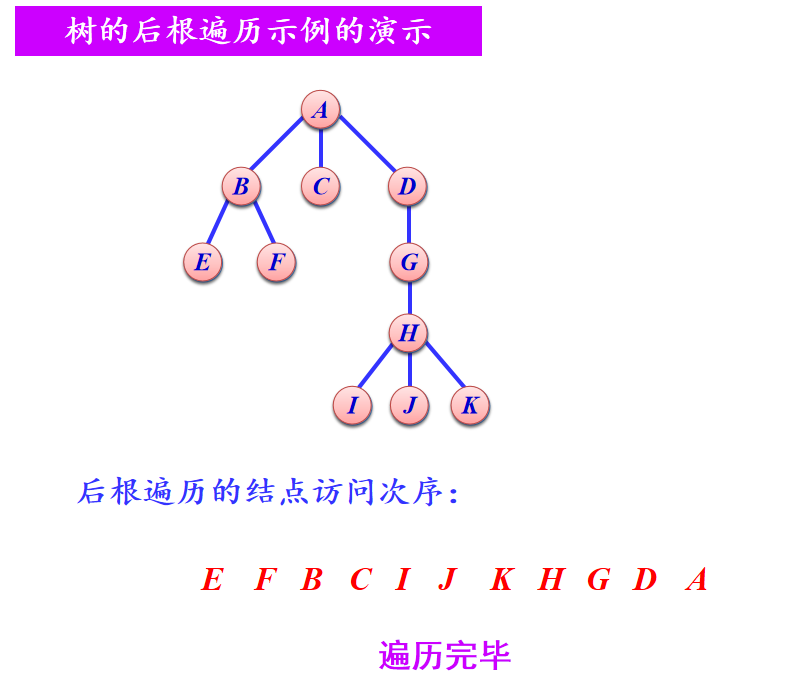 树的后根遍历示例的演示
A
B C D
E F G
H
I J K
后根遍历的结点访问次序：
E F B C I J K H G D A
遍历完毕